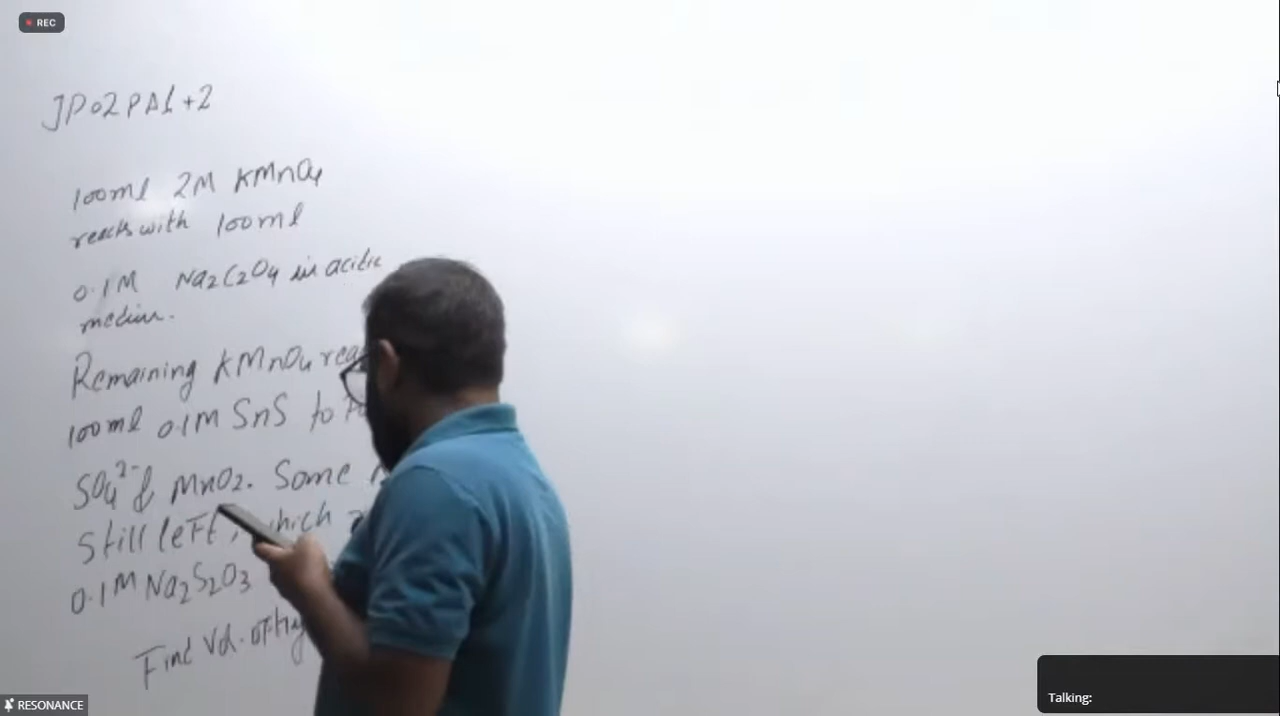 REC
JP02PA1+2
100ml 2M KMnO4
reacts with 100ml
0.1M Na2C2O4 in acidic
medium.
Remaining KMnO4
100ml 0.1M SnS to
SO4^2- & MnO2. Some
Still left, which
0.1M Na2S2O3
Find Vol. of
RESONANCE
Talking: